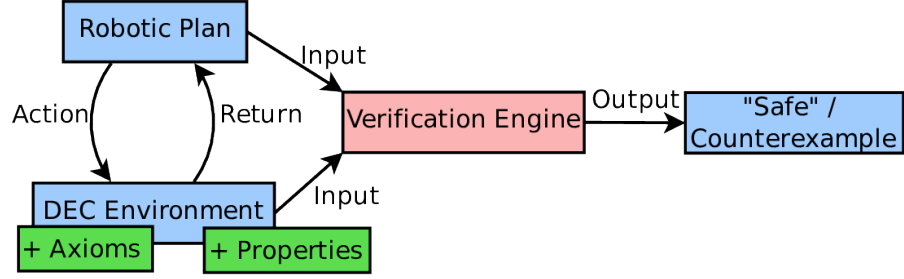 Robotic Plan
Input
Action
Return
Verification Engine
Output
"Safe" /
Counterexample
Input
DEC Environment
+ Axioms
+ Properties